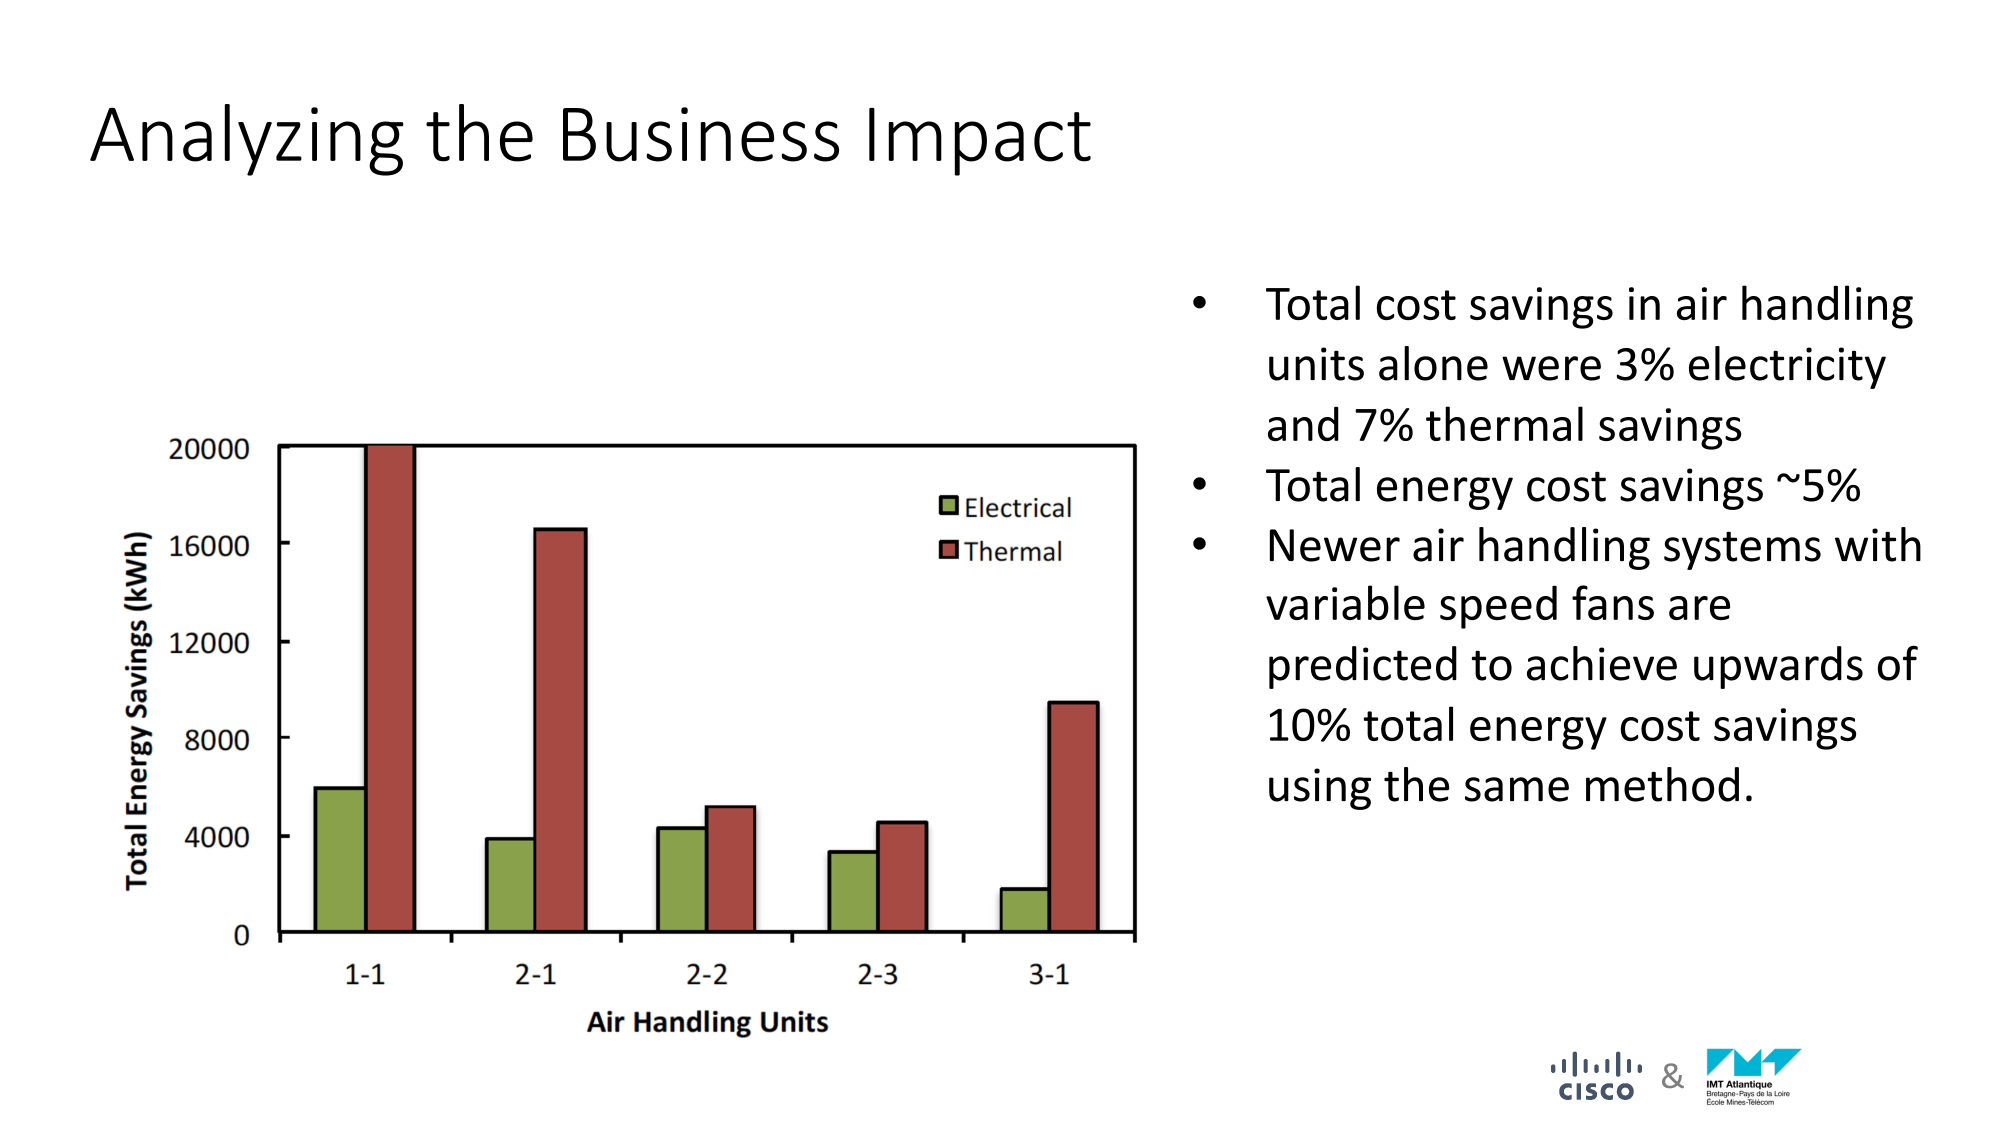 Analyzing the Business Impact
20000
16000
12000
8000
4000
0
Total Energy Savings (kWh)
Electrical
Thermal
1-1 2-1 2-2 2-3 3-1
Air Handling Units
• Total cost savings in air handling
units alone were 3% electricity
and 7% thermal savings
• Total energy cost savings ~5%
• Newer air handling systems with
variable speed fans are
predicted to achieve upwards of
10% total energy cost savings
using the same method.
CISCO & IMT Atlantique
Bretagne-Pays de la Loire
École Mines-Télécom